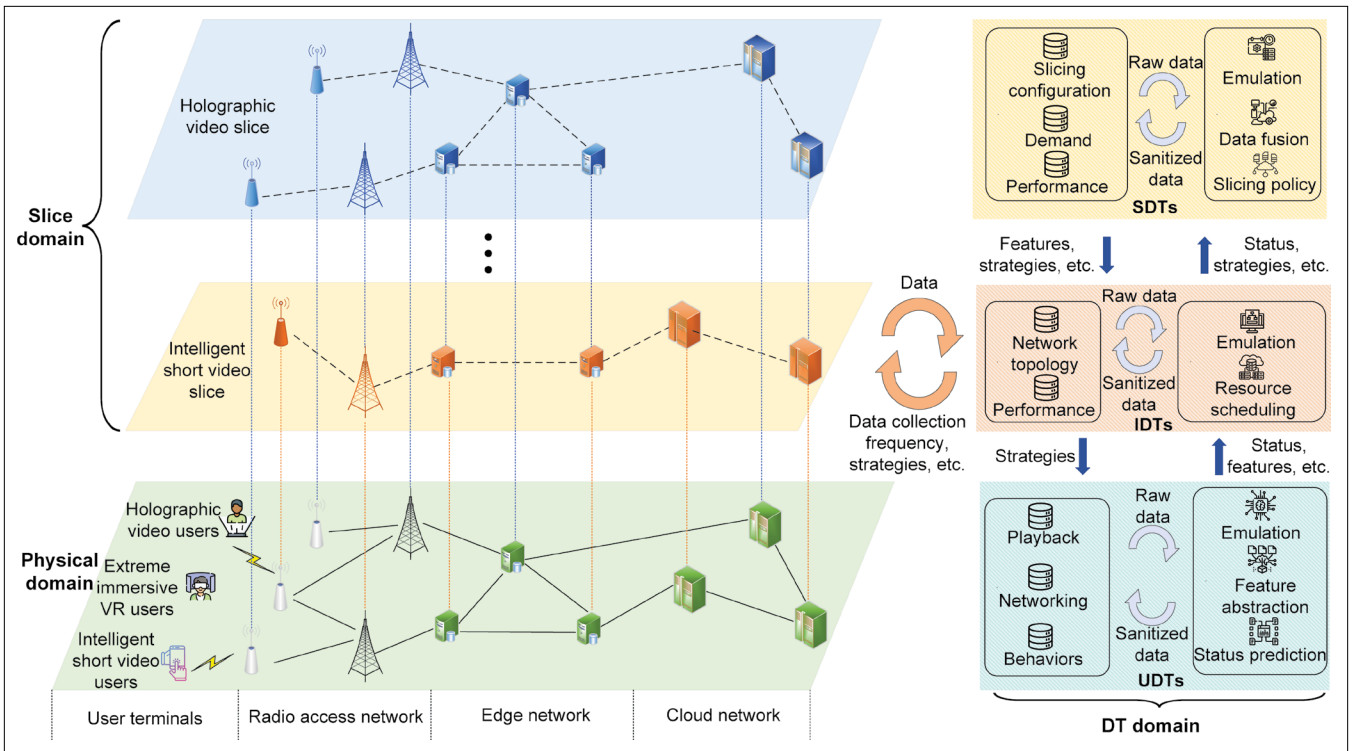 Holographic
video slice
Slice
domain
Intelligent
short video
slice
Data
Data collection
frequency,
strategies, etc.
Physical
domain
Holographic
video users
Extreme
immersive
VR users
Intelligent
short video
users
User terminals
Radio access network
Edge network
Cloud network
Slicing
configuration
Demand
Performance
Raw data
Sanitized
data
Emulation
Data fusion
Slicing policy
SDTs
Features,
strategies, etc.
Status,
strategies, etc.
Network
topology
Performance
Raw data
Sanitized
data
Emulation
Resource
scheduling
IDTs
Strategies
Status,
features, etc.
Playback
Networking
Behaviors
Raw
data
Sanitized
data
Emulation
Feature
abstraction
Status prediction
UDTs
DT domain